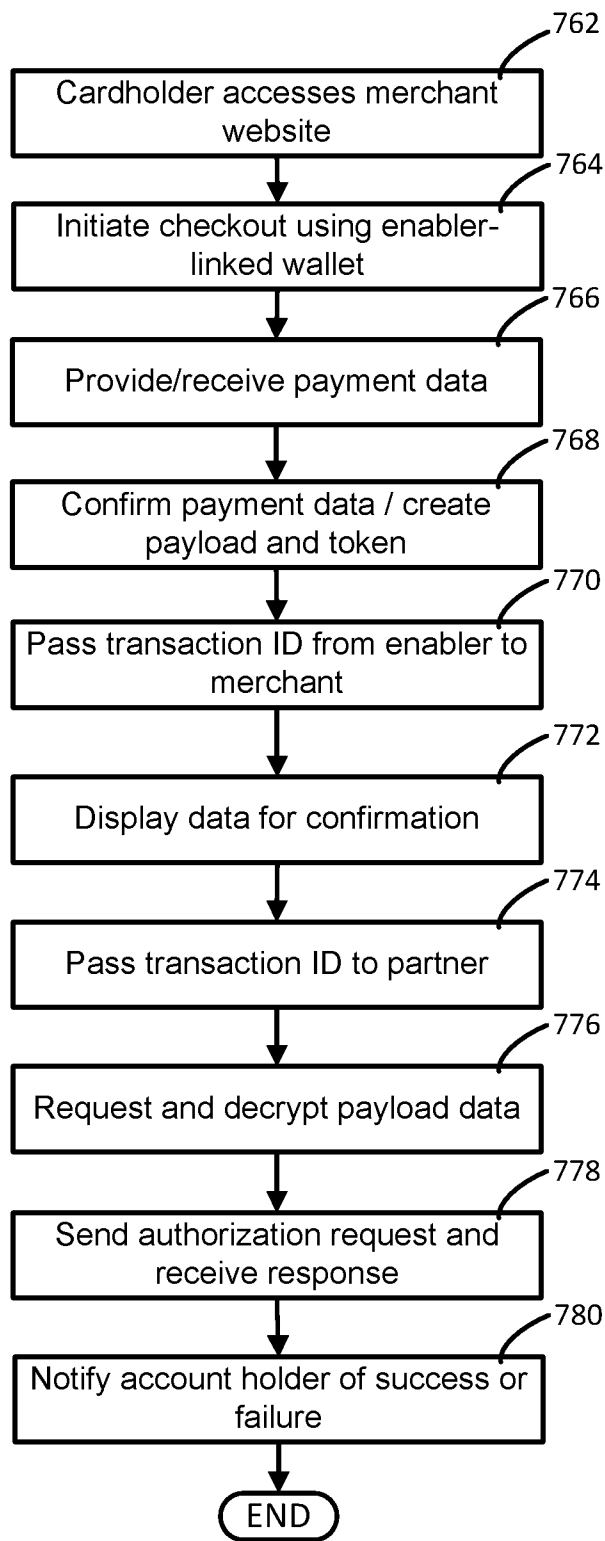 762
Cardholder accesses merchant
website
764
Initiate checkout using enabler-
linked wallet
766
Provide/receive payment data
768
Confirm payment data / create
payload and token
770
Pass transaction ID from enabler to
merchant
772
Display data for confirmation
774
Pass transaction ID to partner
776
Request and decrypt payload data
778
Send authorization request and
receive response
780
Notify account holder of success or
failure
END